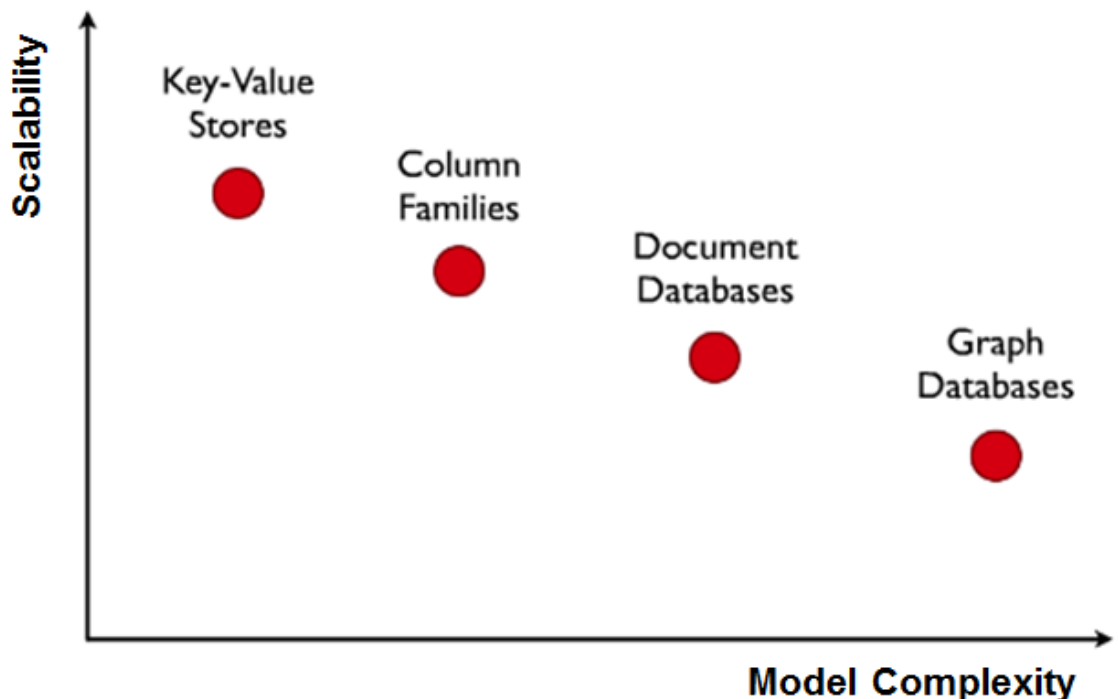 Scalability
Key-Value
Stores
Column
Families
Document
Databases
Graph
Databases
Model Complexity